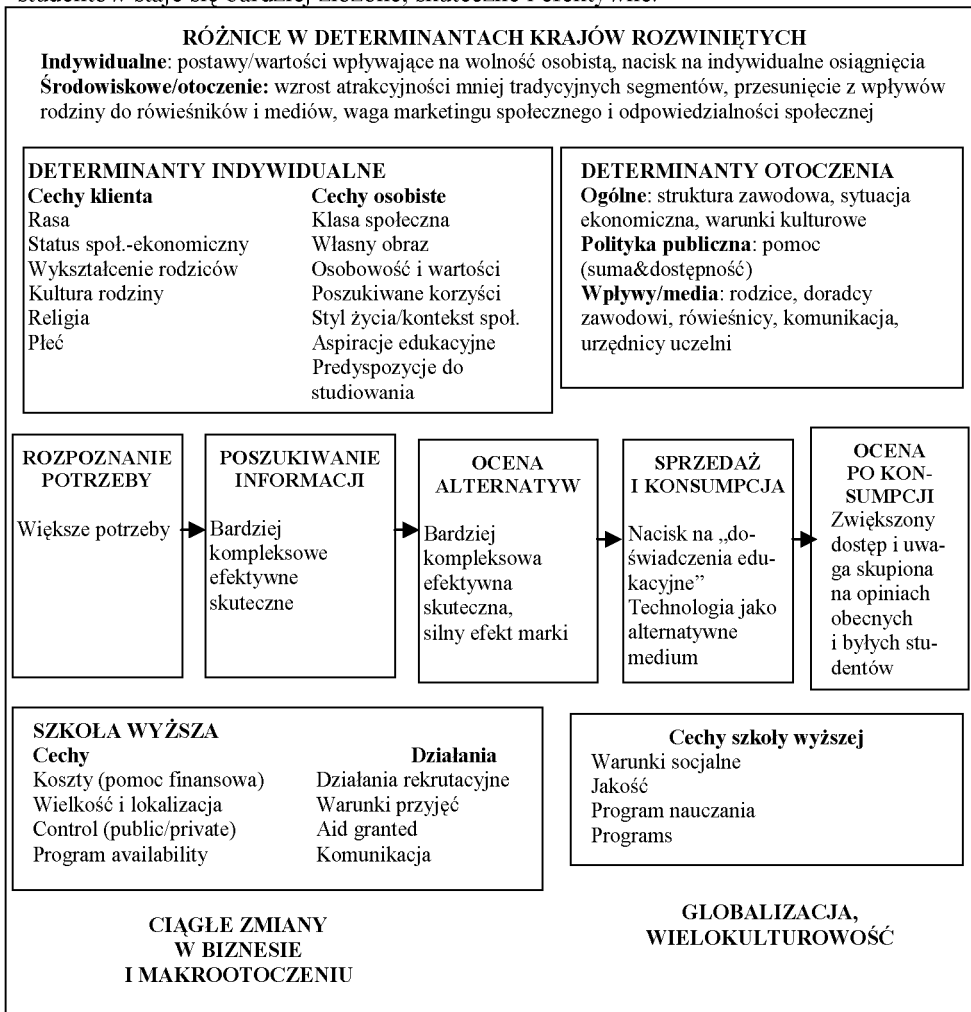 studentów staje się bardziej złożone, skuteczne i efektywne.
RÓŻNICE W DETERMINANTACH KRAJÓW ROZWINIĘTYCH
Indywidualne: postawy/wartości wpływające na wolność osobistą, nacisk na indywidualne osiągnięcia
Środowiskowe/otoczenie: wzrost atrakcyjności mniej tradycyjnych segmentów, przesunięcie z wpływów
rodziny do rówieśników i mediów, waga marketingu społecznego i odpowiedzialności społecznej
DETERMINANTY INDYWIDUALNE
Cechy klienta
Rasa
Status społ.-ekonomiczny
Wykształcenie rodziców
Kultura rodziny
Religia
Płeć
Cechy osobiste
Klasa społeczna
Własny obraz
Osobowość i wartości
Poszukiwane korzyści
Styl życia/kontekst społ.
Aspiracje edukacyjne
Predyspozycje do
studiowania
DETERMINANTY OTOCZENIA
Ogólne: struktura zawodowa, sytuacja
ekonomiczna, warunki kulturowe
Polityka publiczna: pomoc
(suma&dostępność)
Wpływy/media: rodzice, doradcy
zawodowi, rówieśnicy, komunikacja,
urzędnicy uczelni
ROZPOZNANIE
POTRZEBY
Większe potrzeby
POSZUKIWANIE
INFORMACJI
Bardziej
kompleksowe
efektywne
skuteczne
OCENA
ALTERNATYW
Bardziej
kompleksowa
efektywna
skuteczna,
silny efekt marki
SPRZEDAŻ
I KONSUMPCJA
Nacisk na „do-
świadczenia edu-
kacyjne”
Technologia jako
alternatywne
medium
OCENA
PO KON-
SUMPCJI
Zwiększony
dostęp i uwa-
ga skupiona
na opiniach
obecnych
i byłych stu-
dentów
SZKOŁA WYŻSZA
Cechy
Koszty (pomoc finansowa)
Wielkość i lokalizacja
Control (public/private)
Program availability
Działania
Działania rekrutacyjne
Warunki przyjęć
Aid granted
Komunikacja
Cechy szkoły wyższej
Warunki socjalne
Jakość
Program nauczania
Programs
CIĄGŁE ZMIANY
W BIZNESIE
I MAKROOTOCZENIU
GLOBALIZACJA,
WIELOKULTUROWOŚĆ